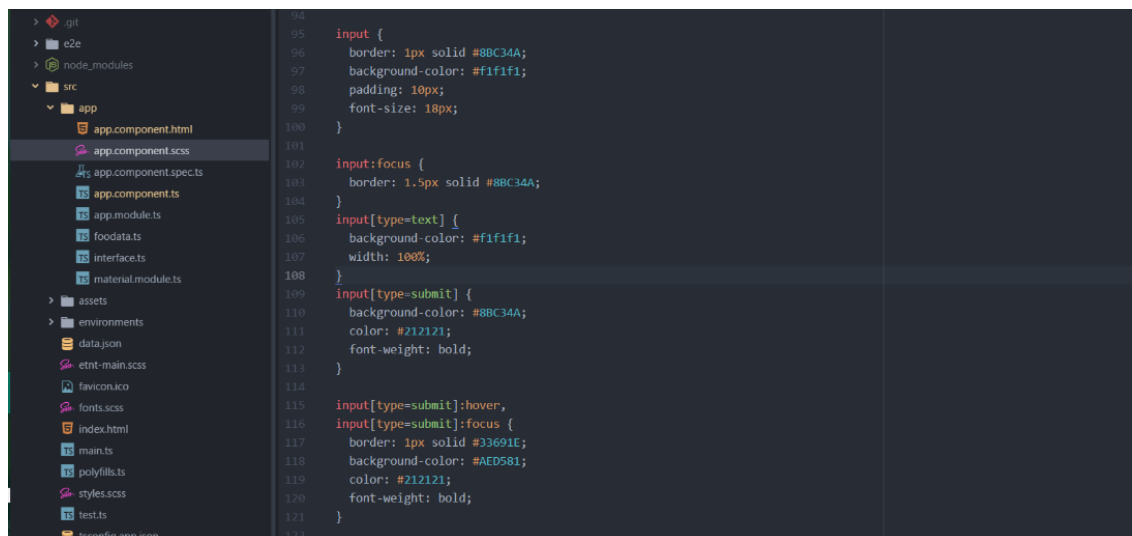 .git
e2e
node_modules
src
app
app.component.html
app.component.scss
app.component.spec.ts
app.component.ts
app.module.ts
foodata.ts
interface.ts
material.module.ts
assets
environments
data.json
etnt-main.scss
favicon.ico
fonts.scss
index.html
main.ts
polyfills.ts
styles.scss
test.ts
tsconfig.app.json
94
95 input {
96 border: 1px solid #8BC34A;
97 background-color: #f1f1f1;
98 padding: 10px;
99 font-size: 18px;
100 }
101
102 input:focus {
103 border: 1.5px solid #8BC34A;
104 }
105 input[type=text] {
106 background-color: #f1f1f1;
107 width: 100%;
108 }
109 input[type=submit] {
110 background-color: #8BC34A;
111 color: #212121;
112 font-weight: bold;
113 }
114
115 input[type=submit]:hover,
116 input[type=submit]:focus {
117 border: 1px solid #33691E;
118 background-color: #AED581;
119 color: #212121;
120 font-weight: bold;
121 }
122